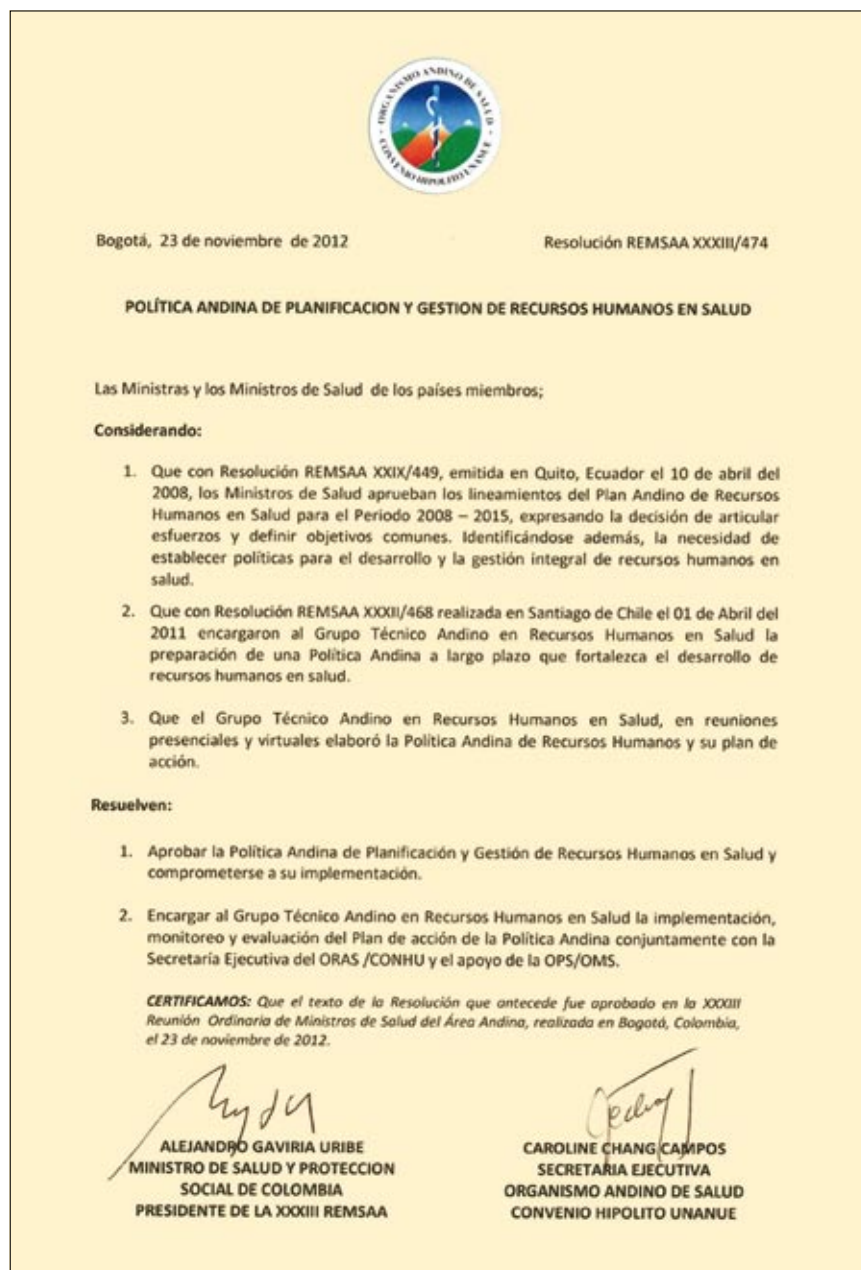 ORGANISMO ANDINO DE SALUD
CONVENIO HIPOLITO UNANUE
Bogotá, 23 de noviembre de 2012
Resolución REMSAA XXXIII/474
POLÍTICA ANDINA DE PLANIFICACION Y GESTION DE RECURSOS HUMANOS EN SALUD
Las Ministras y los Ministros de Salud de los países miembros;
Considerando:
1. Que con Resolución REMSAA XXIX/449, emitida en Quito, Ecuador el 10 de abril del
2008, los Ministros de Salud aprueban los lineamientos del Plan Andino de Recursos
Humanos en Salud para el Periodo 2008 – 2015, expresando la decisión de articular
esfuerzos y definir objetivos comunes. Identificándose además, la necesidad de
establecer políticas para el desarrollo y la gestión integral de recursos humanos en
salud.
2. Que con Resolución REMSAA XXXII/468 realizada en Santiago de Chile el 01 de Abril del
2011 encargaron al Grupo Técnico Andino en Recursos Humanos en Salud la
preparación de una Política Andina a largo plazo que fortalezca el desarrollo de
recursos humanos en salud.
3. Que el Grupo Técnico Andino en Recursos Humanos en Salud, en reuniones
presenciales y virtuales elaboró la Política Andina de Recursos Humanos y su plan de
acción.
Resuelven:
1. Aprobar la Política Andina de Planificación y Gestión de Recursos Humanos en Salud y
comprometerse a su implementación.
2. Encargar al Grupo Técnico Andino en Recursos Humanos en Salud la implementación,
monitoreo y evaluación del Plan de acción de la Política Andina conjuntamente con la
Secretaría Ejecutiva del ORAS /CONHU y el apoyo de la OPS/OMS.
CERTIFICAMOS: Que el texto de la Resolución que antecede fue aprobado en la XXXIII
Reunión Ordinaria de Ministros de Salud del Área Andina, realizada en Bogotá, Colombia,
el 23 de noviembre de 2012.
ALEJANDRO GAVIRIA URIBE
MINISTRO DE SALUD Y PROTECCION
SOCIAL DE COLOMBIA
PRESIDENTE DE LA XXXIII REMSAA
CAROLINE CHANG CAMPOS
SECRETARIA EJECUTIVA
ORGANISMO ANDINO DE SALUD
CONVENIO HIPOLITO UNANUE